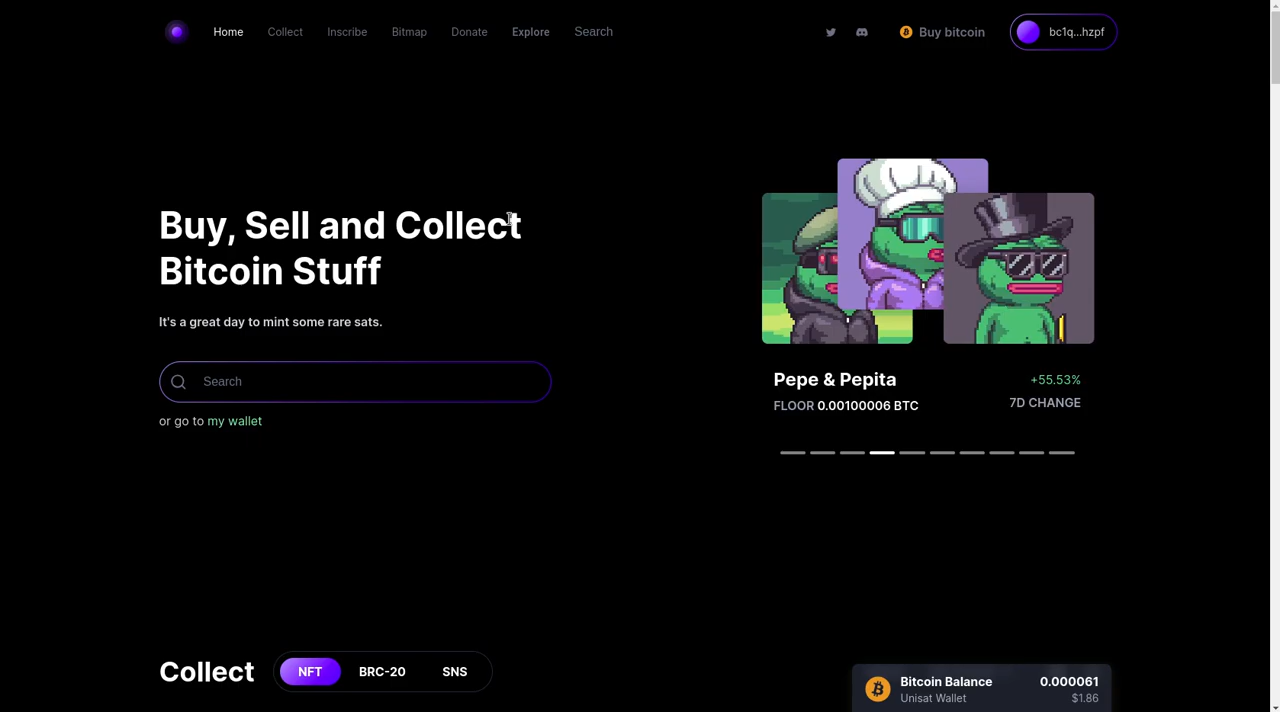 Home Collect Inscribe Bitmap Donate Explore Search Buy bitcoin bc1q...hzpf
Buy, Sell and Collect
Bitcoin Stuff
It's a great day to mint some rare sats.
Search
or go to my wallet
Pepe & Pepita +55.53%
FLOOR 0.00100006 BTC 7D CHANGE
Collect NFT BRC-20 SNS
Bitcoin Balance 0.000061
Unisat Wallet $1.86